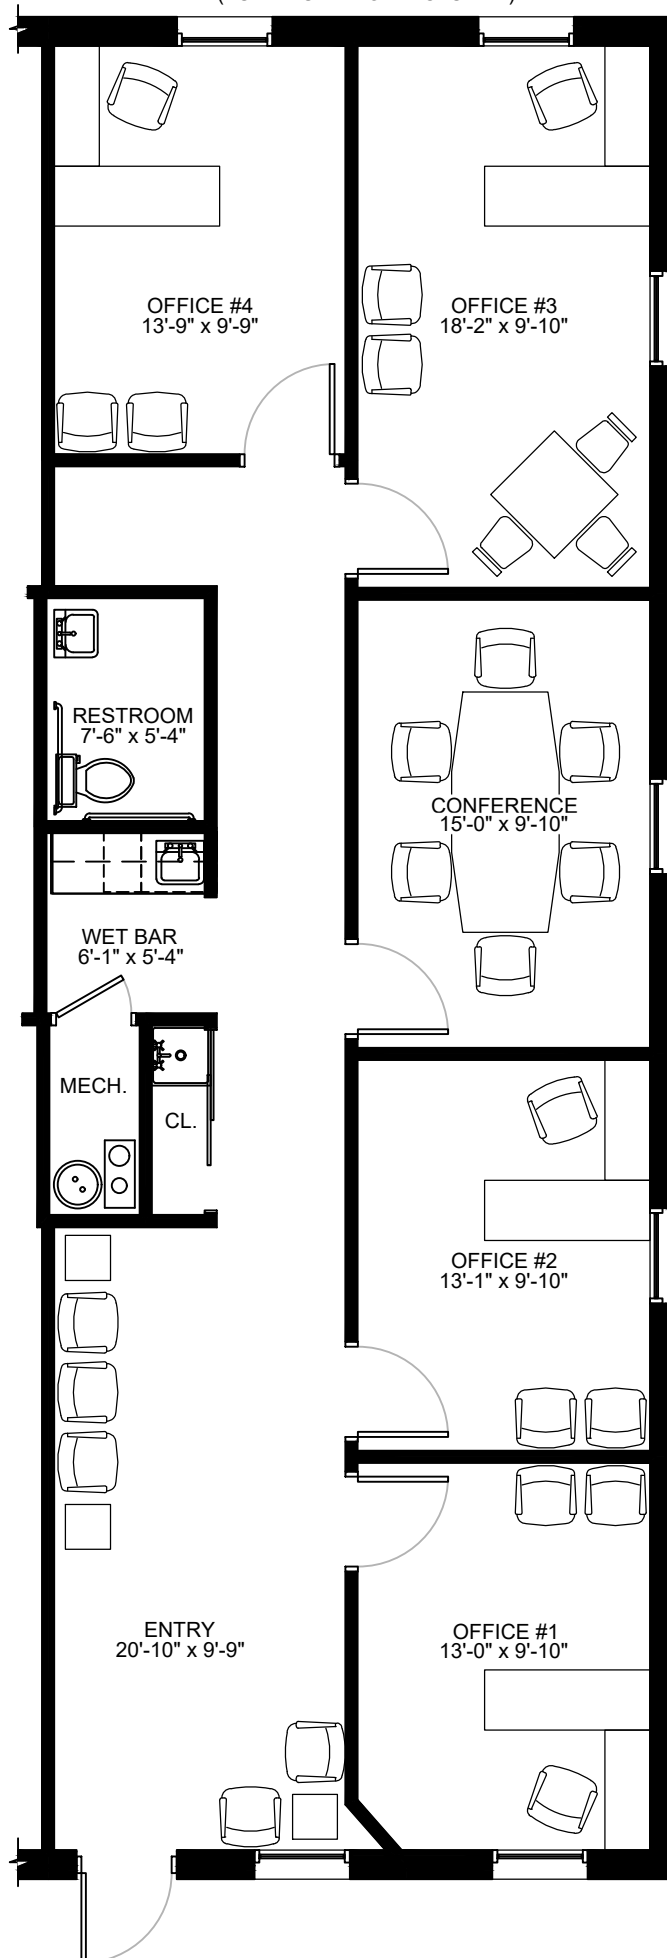 OFFICE #4
13'-9" x 9'-9"
OFFICE #3
18'-2" x 9'-10"
RESTROOM
7'-6" x 5'-4"
CONFERENCE
15'-0" x 9'-10"
WET BAR
6'-1" x 5'-4"
MECH.
CL.
OFFICE #2
13'-1" x 9'-10"
ENTRY
20'-10" x 9'-9"
OFFICE #1
13'-0" x 9'-10"